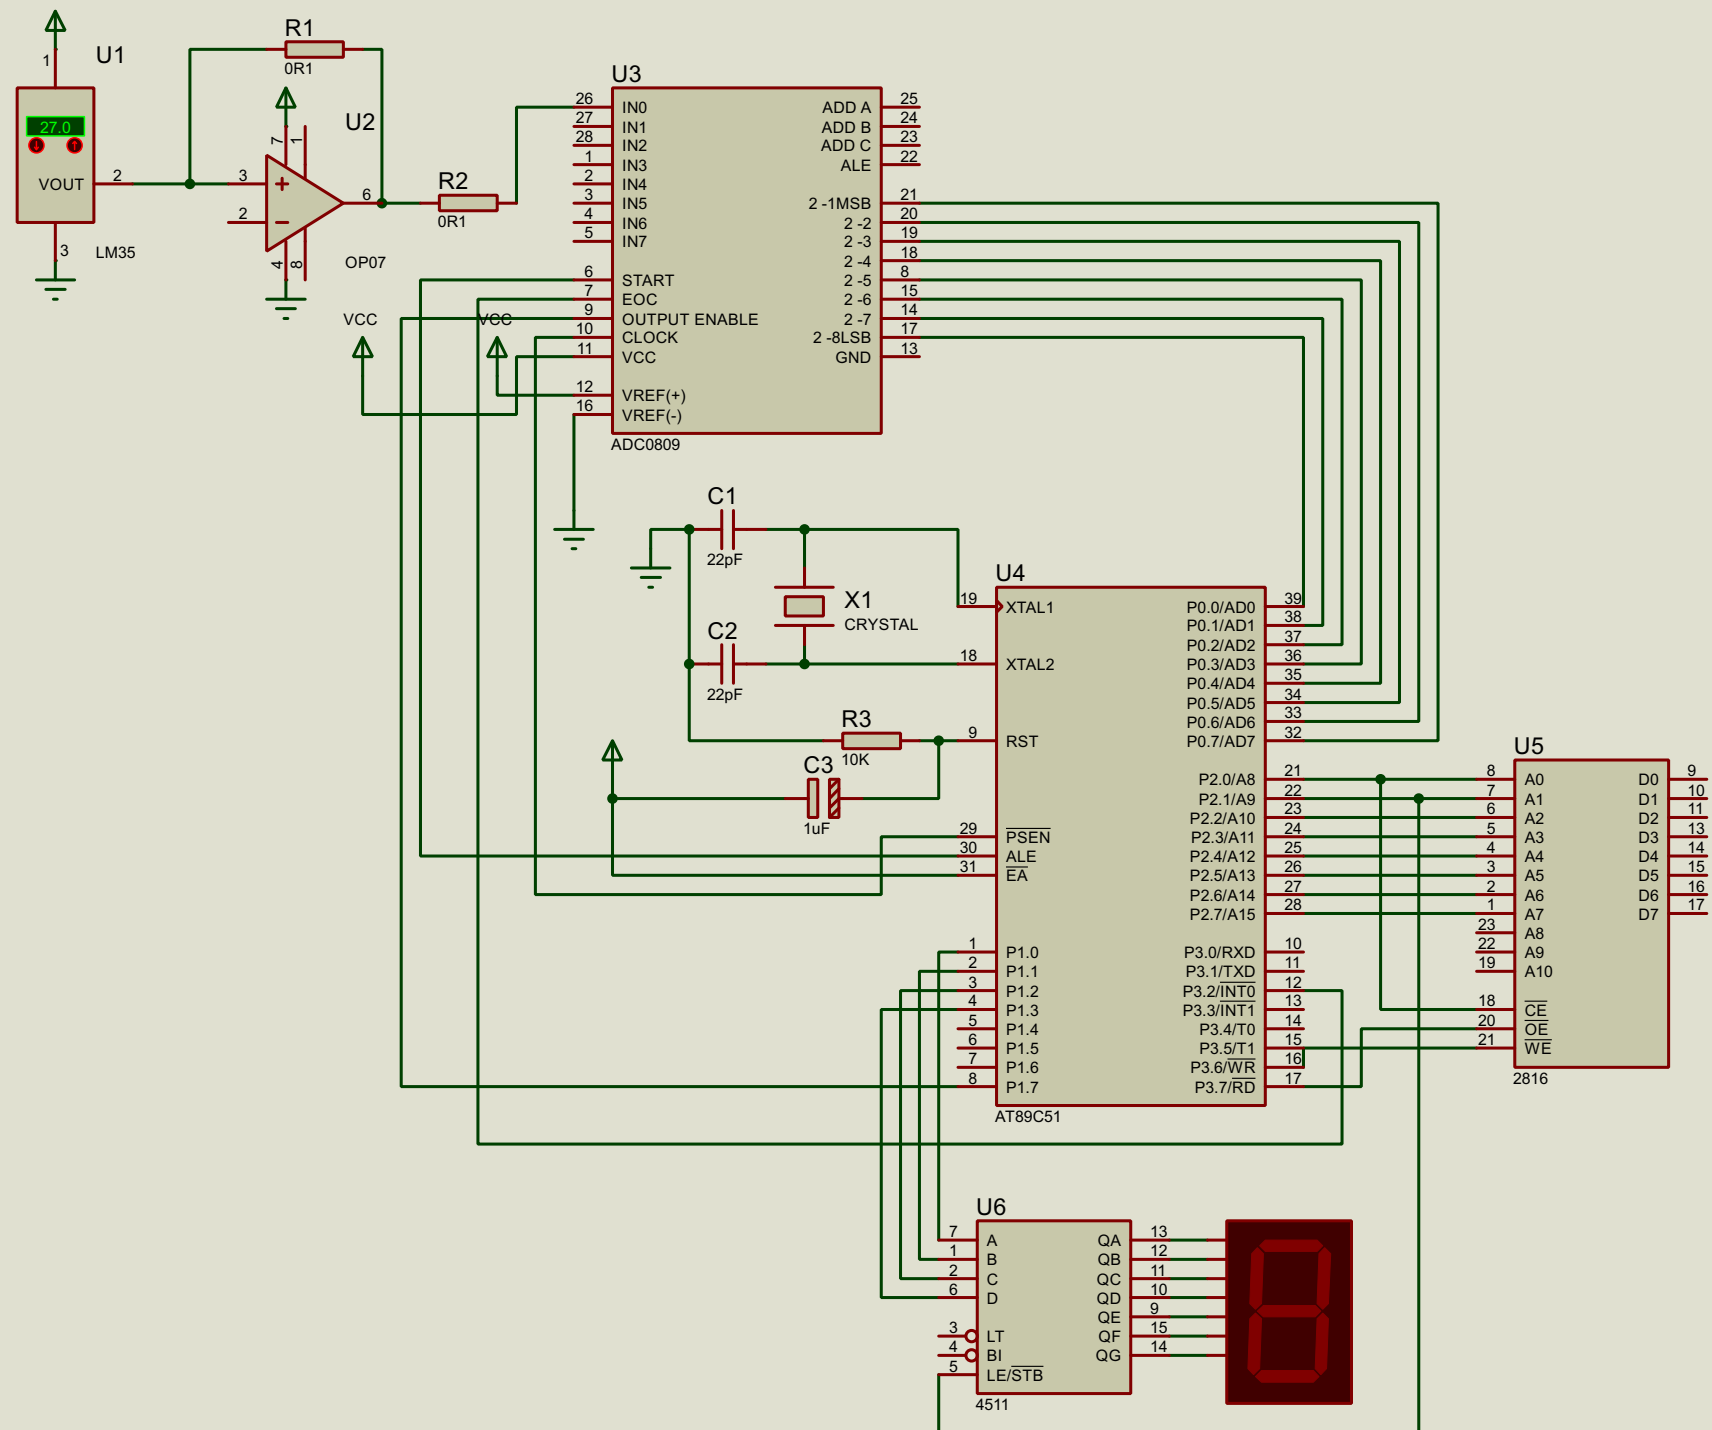 U1
1
27.0
VOUT
2
3
LM35
R1
0R1
U2
7
1
3
2
6
4
8
OP07
R2
0R1
VCC
VCC
U3
26 IN0
27 IN1
28 IN2
1 IN3
2 IN4
3 IN5
4 IN6
5 IN7
6 START
7 EOC
9 OUTPUT ENABLE
10 CLOCK
11 VCC
12 VREF(+)
16 VREF(-)
ADD A 25
ADD B 24
ADD C 23
ALE 22
2 -1MSB 21
2 -2 20
2 -3 19
2 -4 18
2 -5 8
2 -6 15
2 -7 14
2 -8LSB 17
GND 13
ADC0809
C1
22pF
X1
CRYSTAL
C2
22pF
R3
10K
C3
1uF
U4
19 XTAL1
18 XTAL2
9 RST
29 PSEN
30 ALE
31 EA
1 P1.0
2 P1.1
3 P1.2
4 P1.3
5 P1.4
6 P1.5
7 P1.6
8 P1.7
P0.0/AD0 39
P0.1/AD1 38
P0.2/AD2 37
P0.3/AD3 36
P0.4/AD4 35
P0.5/AD5 34
P0.6/AD6 33
P0.7/AD7 32
P2.0/A8 21
P2.1/A9 22
P2.2/A10 23
P2.3/A11 24
P2.4/A12 25
P2.5/A13 26
P2.6/A14 27
P2.7/A15 28
P3.0/RXD 10
P3.1/TXD 11
P3.2/INT0 12
P3.3/INT1 13
P3.4/T0 14
P3.5/T1 15
P3.6/WR 16
P3.7/RD 17
AT89C51
U5
8 A0
7 A1
6 A2
5 A3
4 A4
3 A5
2 A6
1 A7
23 A8
22 A9
19 A10
18 CE
20 OE
21 WE
D0 9
D1 10
D2 11
D3 13
D4 14
D5 15
D6 16
D7 17
2816
U6
7 A
1 B
2 C
6 D
3 LT
4 BI
5 LE/STB
QA 13
QB 12
QC 11
QD 10
QE 9
QF 15
QG 14
4511